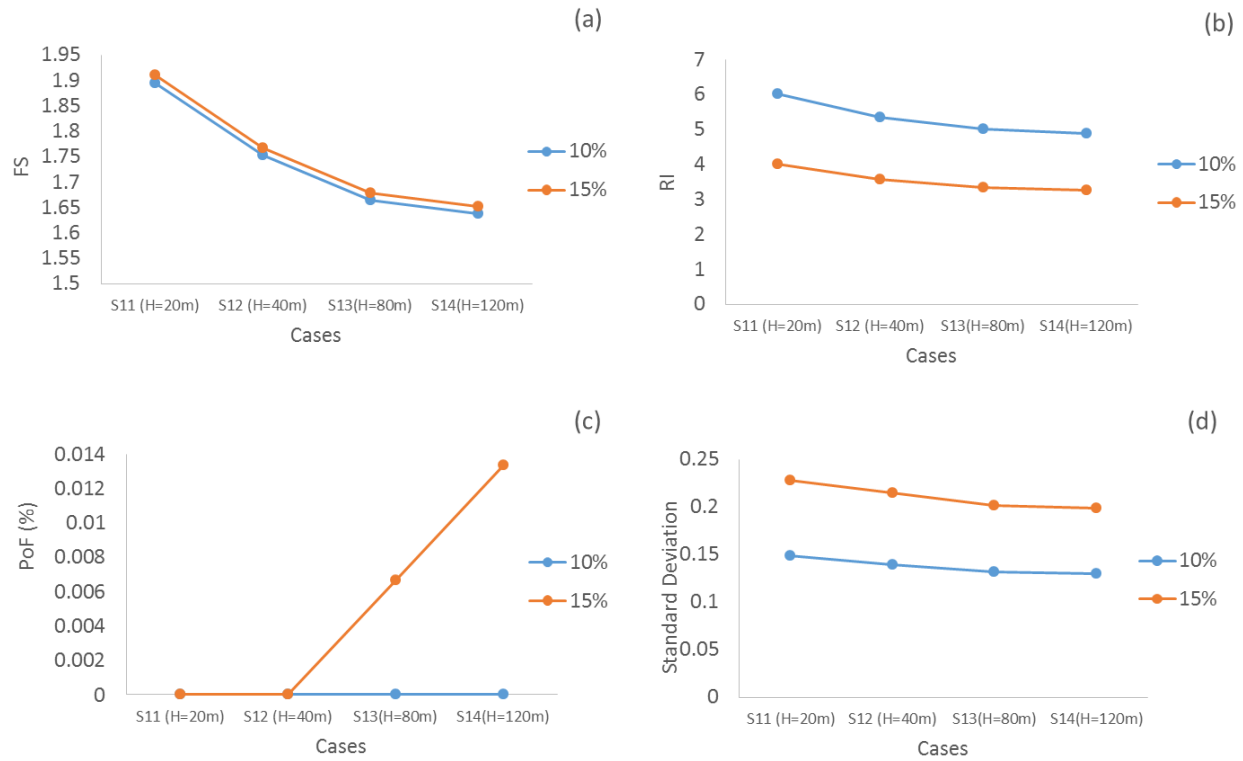 (a)
1.95
1.9
1.85
1.8
1.75
1.7
1.65
1.6
1.55
1.5
FS
S11 (H=20m) S12 (H=40m) S13(H=80m) S14(H=120m)
Cases
10%
15%
(b)
7
6
5
4
3
2
1
0
RI
S11 (H=20m) S12 (H=40m) S13(H=80m) S14(H=120m)
Cases
10%
15%
(c)
0.014
0.012
0.01
0.008
0.006
0.004
0.002
0
PoF (%)
S11 (H=20m) S12 (H=40m) S13(H=80m) S14(H=120m)
Cases
10%
15%
(d)
0.25
0.2
0.15
0.1
0.05
0
Standard Deviation
S11 (H=20m) S12 (H=40m) S13(H=80m) S14(H=120m)
Cases
10%
15%